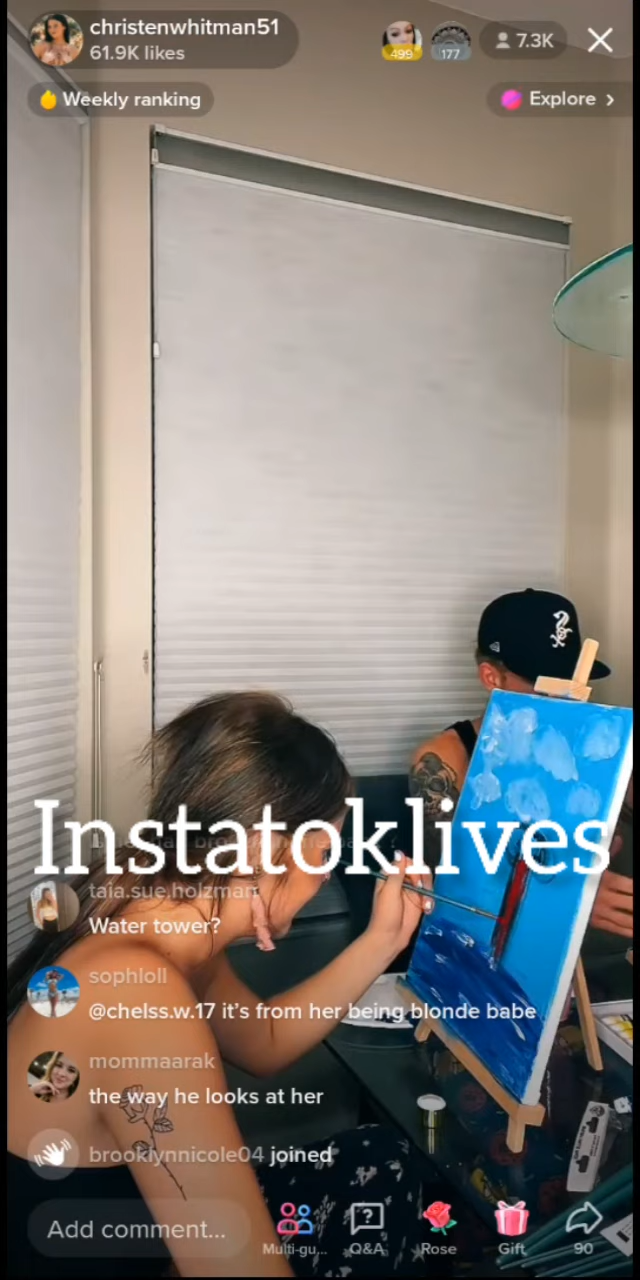 christenwhitman51
61.9K likes
499
177
7.3K
Weekly ranking
Explore
Instatoklives
taia.sue.holzman
Water tower?
sophloll
@chelss.w.17 it's from her being blonde babe
mommaarak
the way he looks at her
brooklynnicole04 joined
Add comment...
Multi-gu...
Q&A
Rose
Gift
90